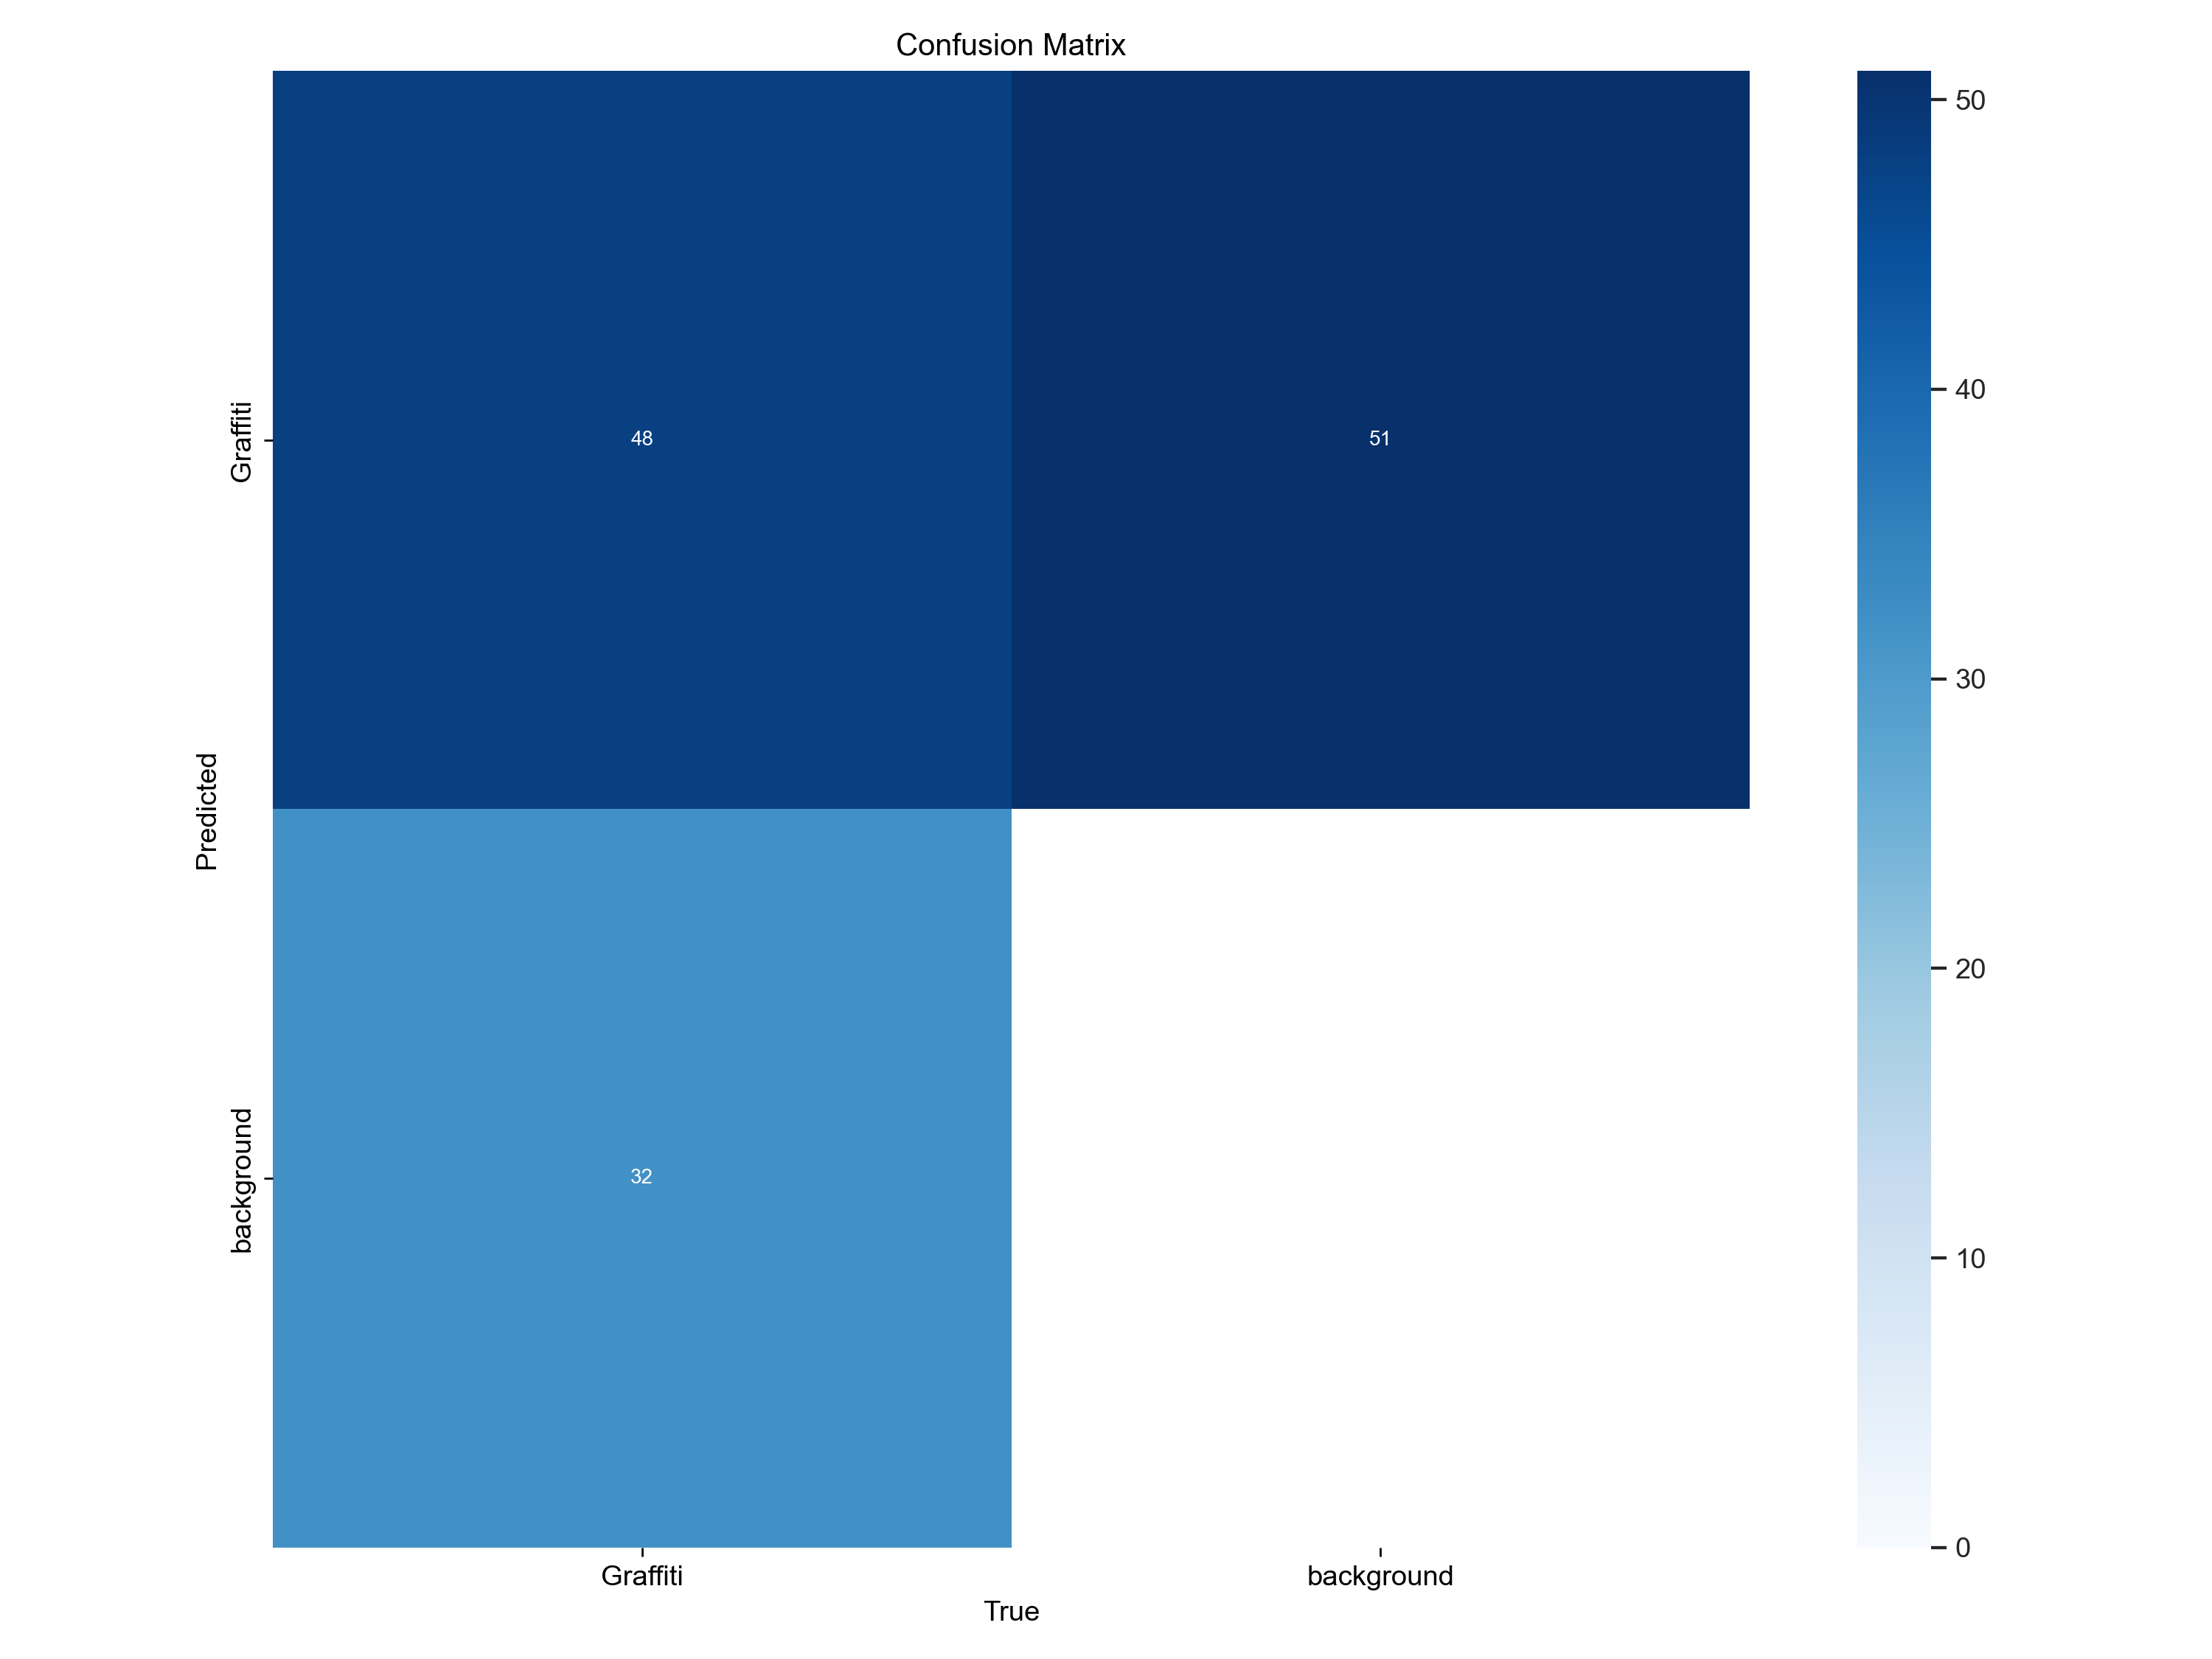 Confusion Matrix
Graffiti
background
Predicted
48
51
32
Graffiti
background
True
50
40
30
20
10
0